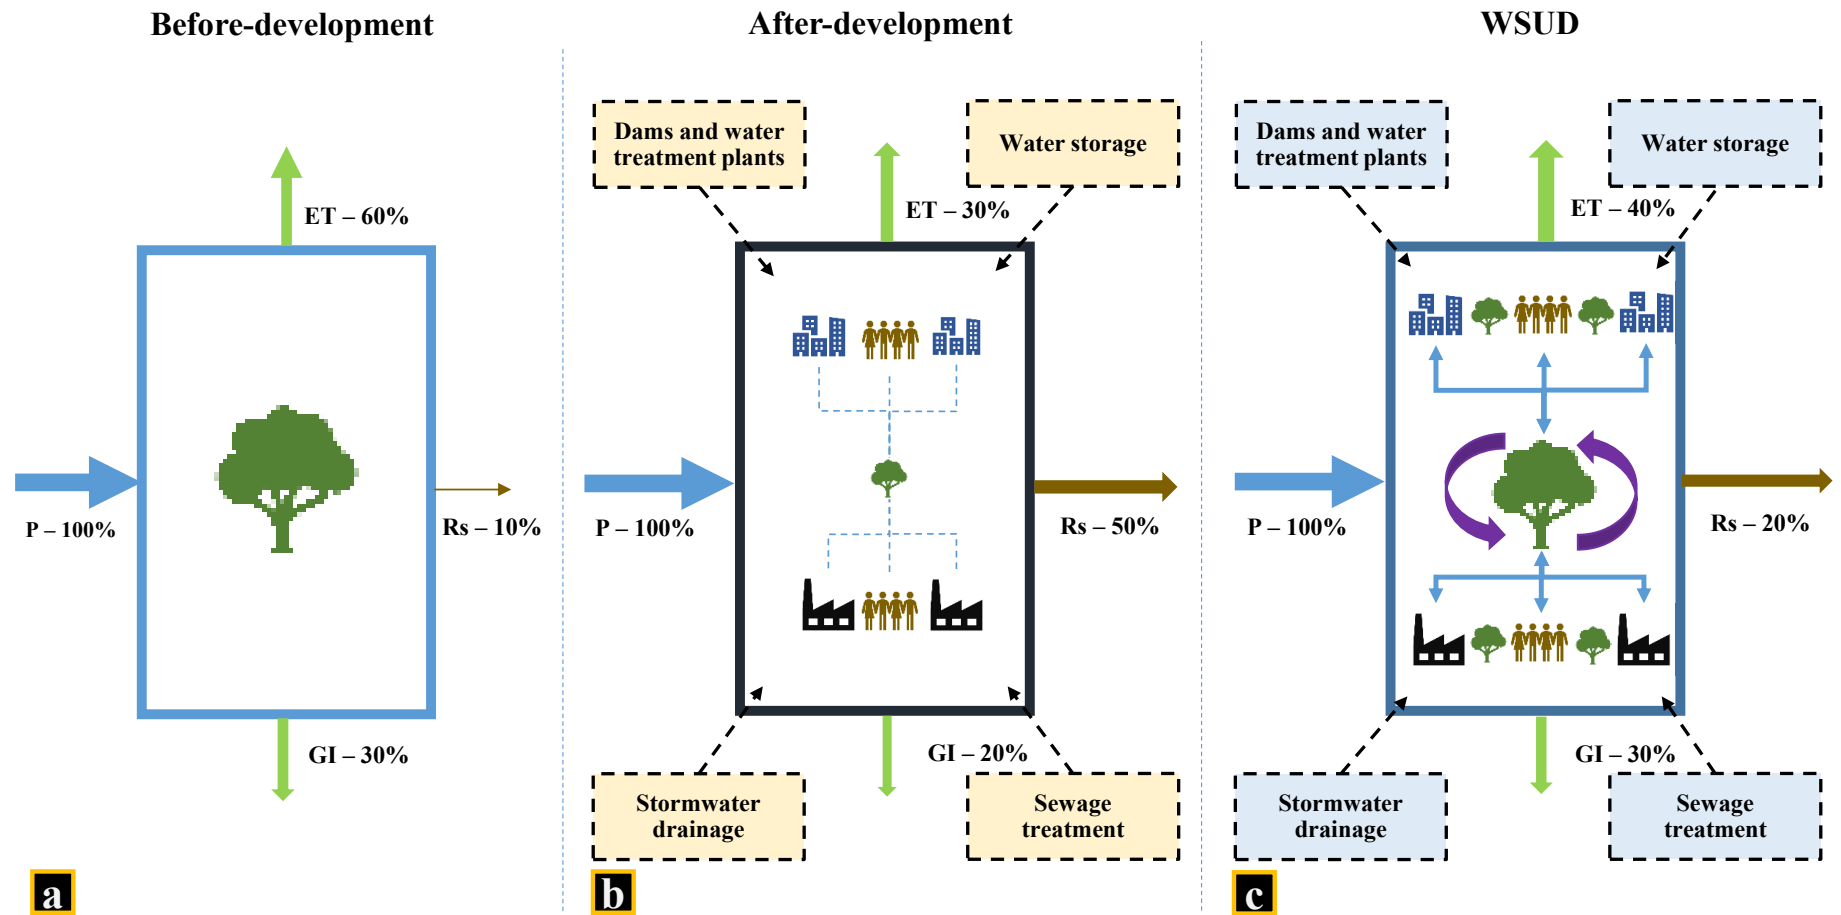 Before-development
ET – 60%
P – 100%
Rs – 10%
GI – 30%
a
After-development
Dams and water
treatment plants
Water storage
ET – 30%
P – 100%
Rs – 50%
GI – 20%
Stormwater
drainage
Sewage
treatment
b
WSUD
Dams and water
treatment plants
Water storage
ET – 40%
P – 100%
Rs – 20%
GI – 30%
Stormwater
drainage
Sewage
treatment
c